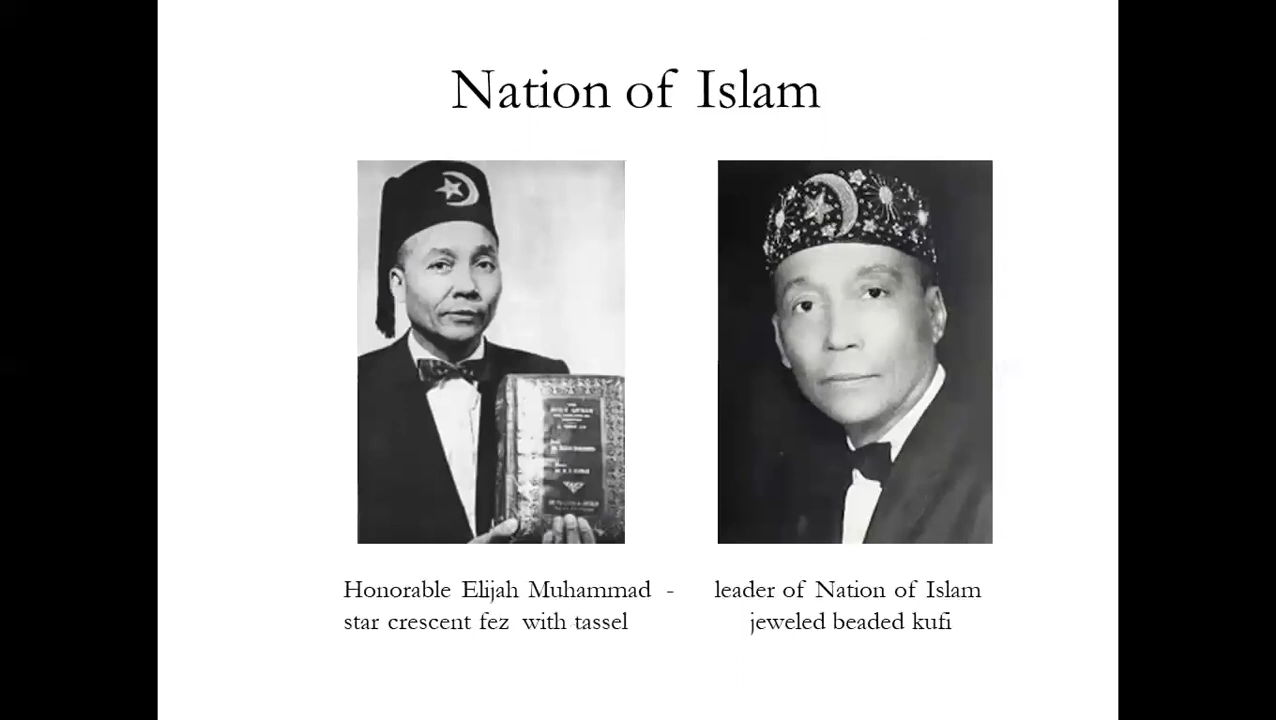 Nation of Islam
Honorable Elijah Muhammad - leader of Nation of Islam
star crescent fez with tassel jeweled beaded kufi